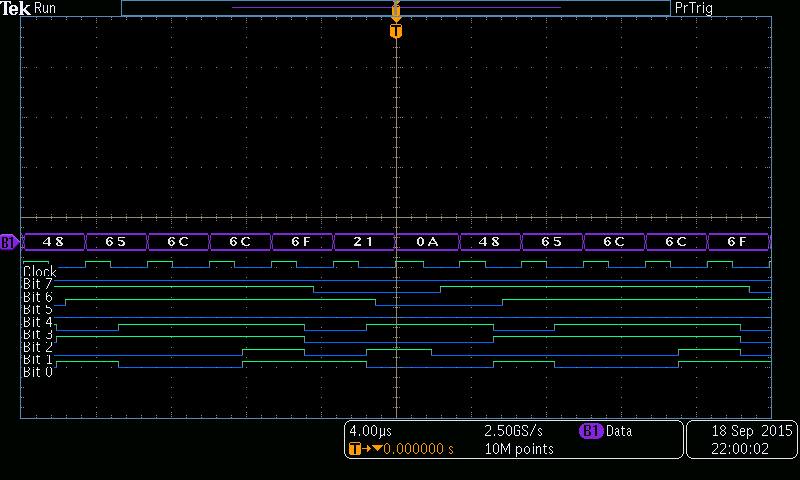 Tek Run
PrTrig
T
T
B1 48 65 6C 6C 6F 21 0A 48 65 6C 6C 6F
Clock
Bit 7
Bit 6
Bit 5
Bit 4
Bit 3
Bit 2
Bit 1
Bit 0
4.00µs 2.50GS/s B1 Data
T→▼0.000000 s 10M points
18 Sep 2015
22:00:02